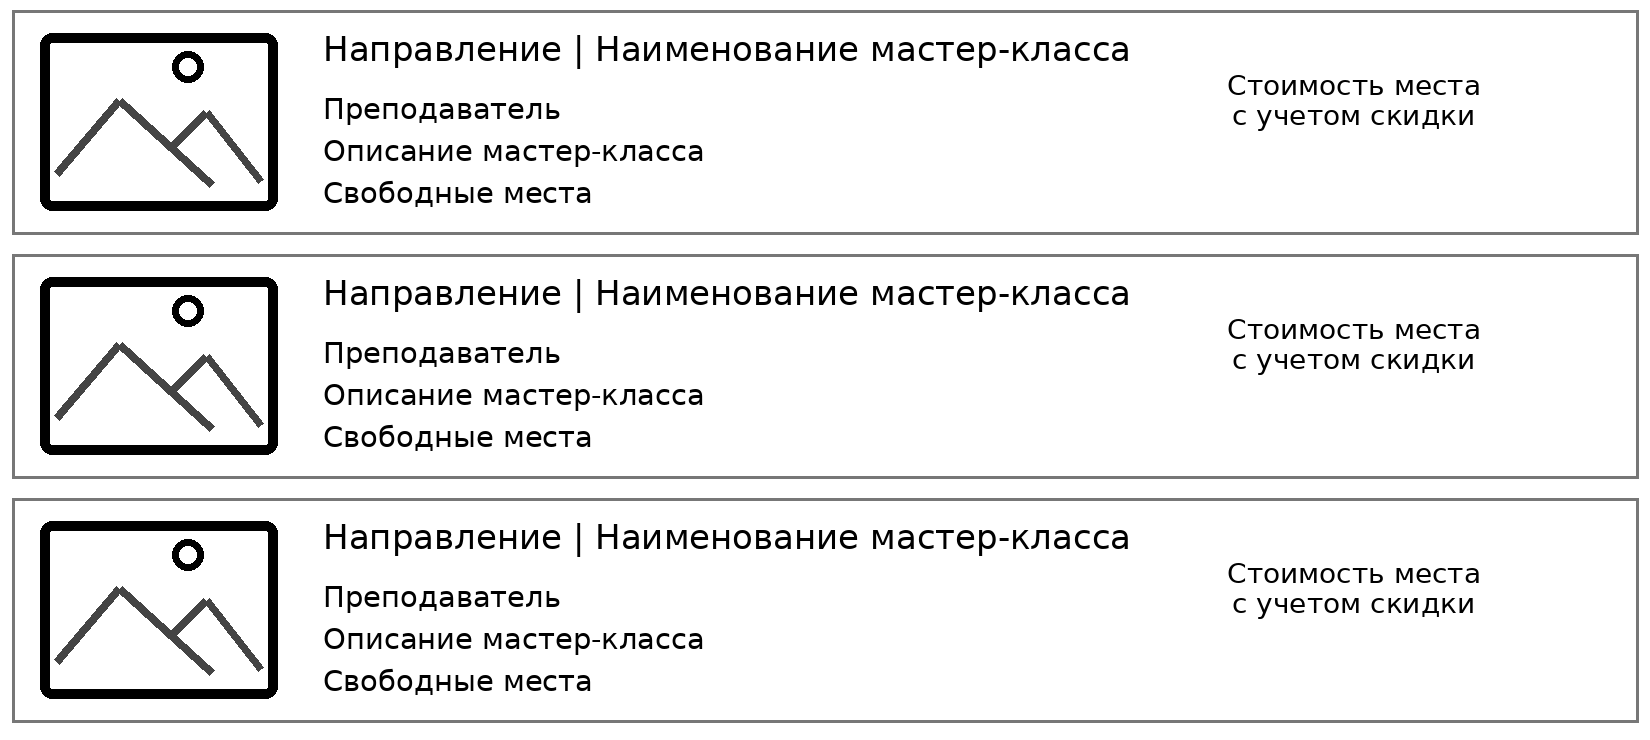 Направление | Наименование мастер-класса
Преподаватель
Описание мастер-класса
Свободные места
Стоимость места
с учетом скидки
Направление | Наименование мастер-класса
Преподаватель
Описание мастер-класса
Свободные места
Стоимость места
с учетом скидки
Направление | Наименование мастер-класса
Преподаватель
Описание мастер-класса
Свободные места
Стоимость места
с учетом скидки